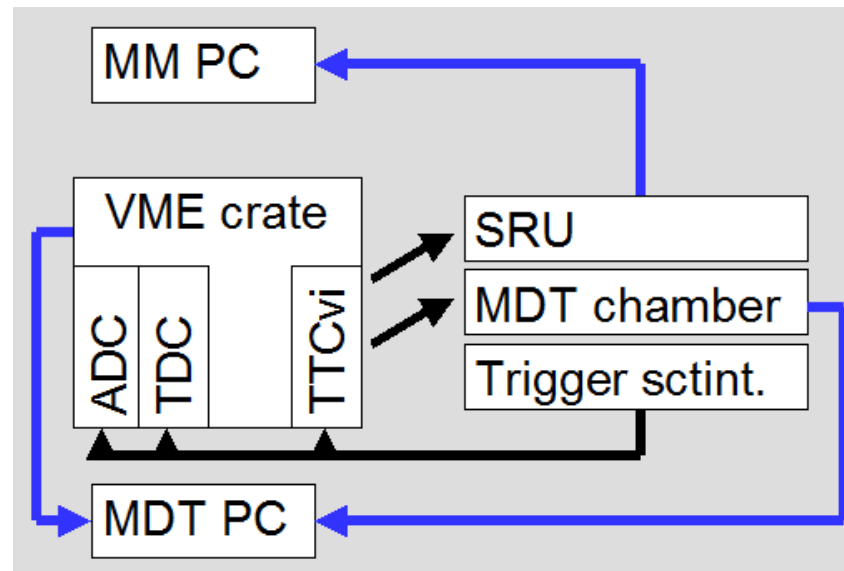 MM PC
VME crate
ADC
TDC
TTCvi
SRU
MDT chamber
Trigger sctint.
MDT PC